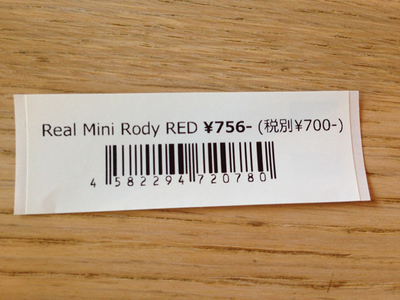 Real Mini Rody RED ¥756- (税別¥700-)
4 582294 720780